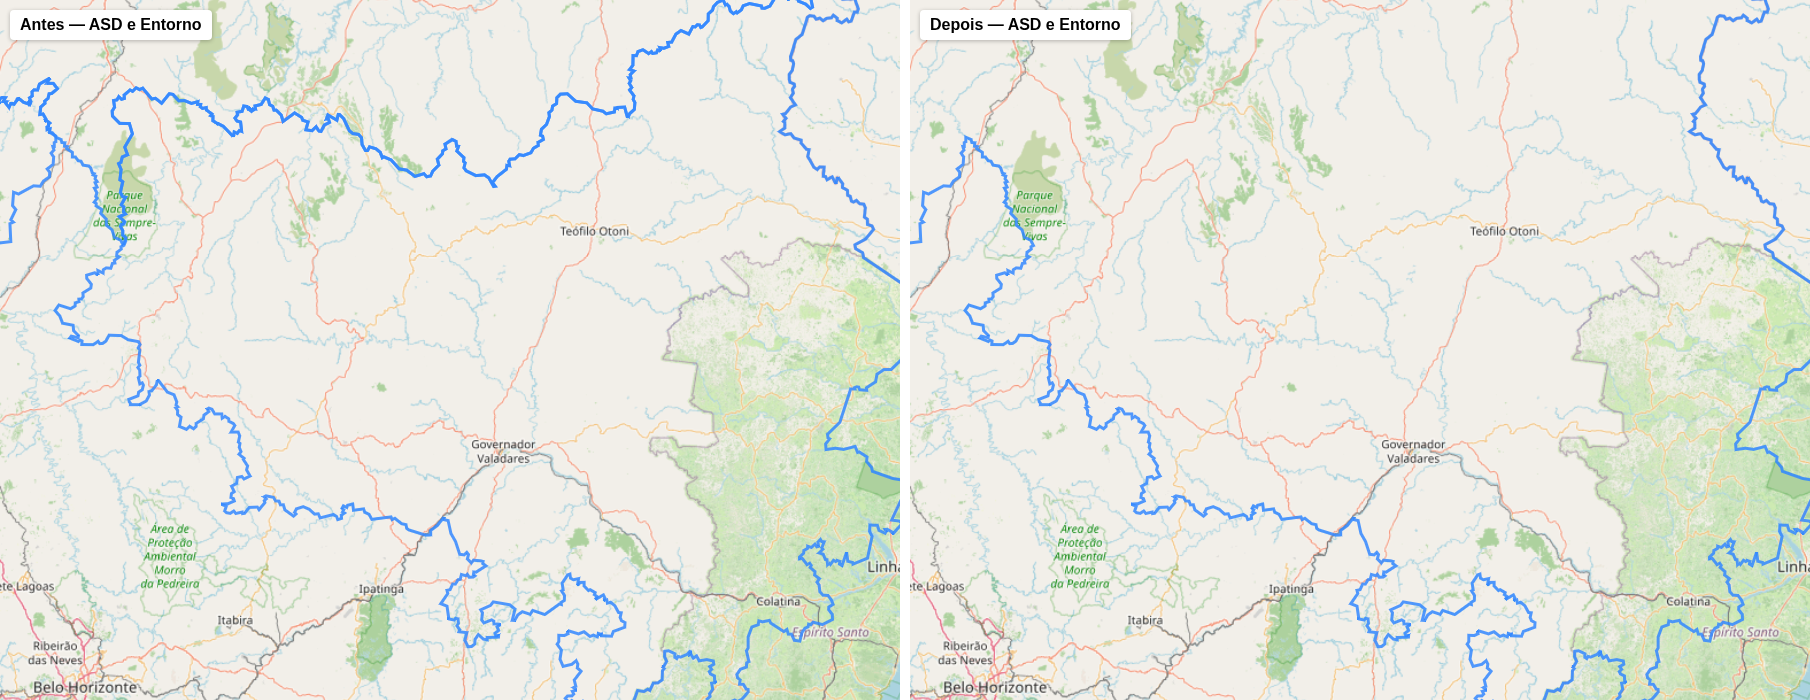 Antes — ASD e Entorno
Parque
Nacional
das Sempre-
Vivas
Teófilo Otoni
Governador
Valadares
Área de
Proteção
Ambiental
Morro
da Pedreira
ete Lagoas
Ipatinga
Itabira
Ribeirão
das Neves
Belo Horizonte
Colatina
Espírito Santo
Linha
Depois — ASD e Entorno
Parque
Nacional
das Sempre-
Vivas
Teófilo Otoni
Governador
Valadares
Área de
Proteção
Ambiental
Morro
da Pedreira
ete Lagoas
Ipatinga
Itabira
Ribeirão
das Neves
Belo Horizonte
Colatina
Espírito Santo
Linha